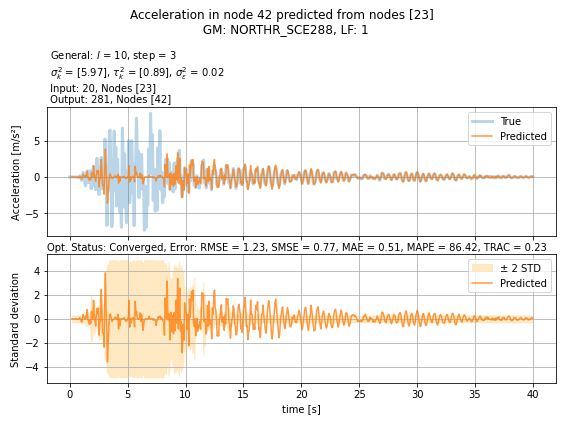 Acceleration in node 42 predicted from nodes [23]
GM: NORTHR_SCE288, LF: 1
General: l = 10, step = 3
σ²ₖ = [5.97], τ²ₖ = [0.89], σ²ε = 0.02
Input: 20, Nodes [23]
Output: 281, Nodes [42]
True
Predicted
Acceleration [m/s²]
5
0
−5
Opt. Status: Converged, Error: RMSE = 1.23, SMSE = 0.77, MAE = 0.51, MAPE = 86.42, TRAC = 0.23
± 2 STD
Predicted
Standard deviation
4
2
0
−2
−4
0 5 10 15 20 25 30 35 40
time [s]